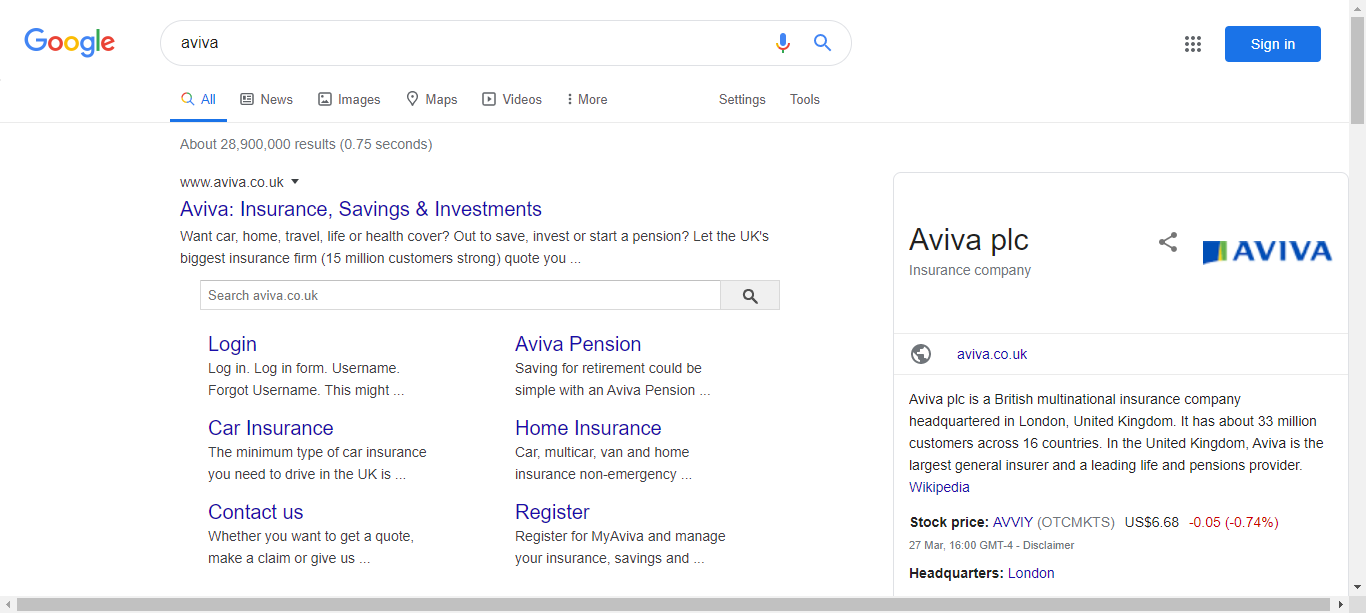 Google
aviva
Sign in
All
News
Images
Maps
Videos
More
Settings
Tools
About 28,900,000 results (0.75 seconds)
www.aviva.co.uk
Aviva: Insurance, Savings & Investments
Want car, home, travel, life or health cover? Out to save, invest or start a pension? Let the UK's
biggest insurance firm (15 million customers strong) quote you ...
Search aviva.co.uk
Login
Log in. Log in form. Username.
Forgot Username. This might ...
Aviva Pension
Saving for retirement could be
simple with an Aviva Pension ...
Car Insurance
The minimum type of car insurance
you need to drive in the UK is ...
Home Insurance
Car, multicar, van and home
insurance non-emergency ...
Contact us
Whether you want to get a quote,
make a claim or give us ...
Register
Register for MyAviva and manage
your insurance, savings and ...
Aviva plc
Insurance company
AVIVA
aviva.co.uk
Aviva plc is a British multinational insurance company
headquartered in London, United Kingdom. It has about 33 million
customers across 16 countries. In the United Kingdom, Aviva is the
largest general insurer and a leading life and pensions provider.
Wikipedia
Stock price: AVVIY (OTCMKTS) US$6.68 -0.05 (-0.74%)
27 Mar, 16:00 GMT-4 - Disclaimer
Headquarters: London